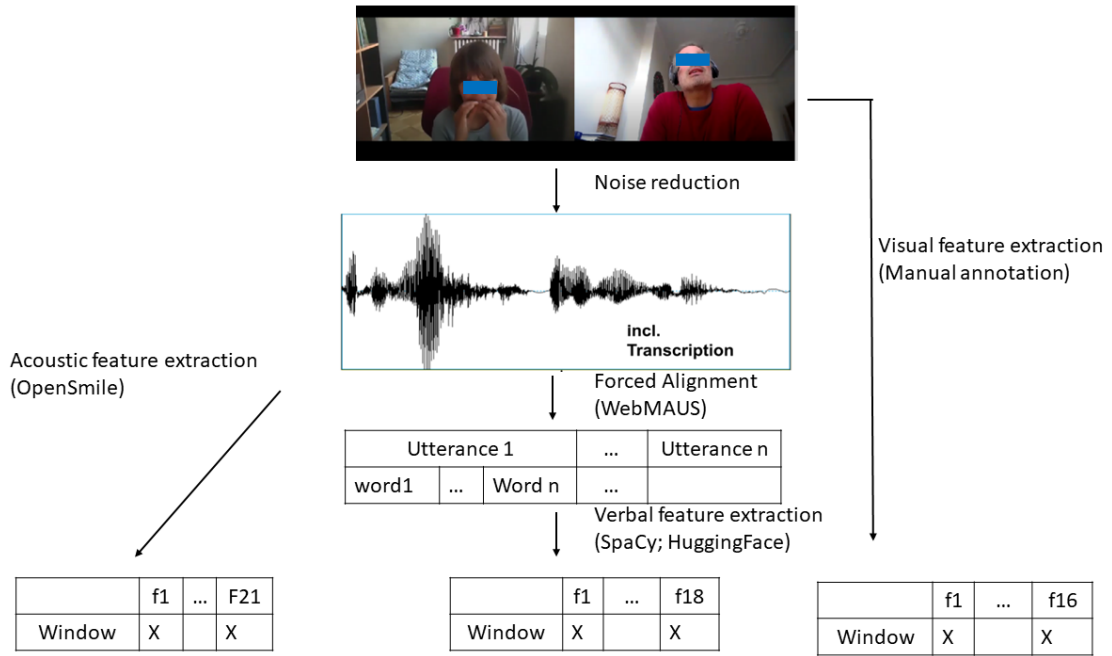 Noise reduction
Visual feature extraction
(Manual annotation)
incl.
Transcription
Acoustic feature extraction
(OpenSmile)
Forced Alignment
(WebMAUS)
Utterance 1 ... Utterance n
word1 ... Word n ...
Verbal feature extraction
(SpaCy; HuggingFace)
f1 ... F21
Window X X
f1 ... f18
Window X X
f1 ... f16
Window X X